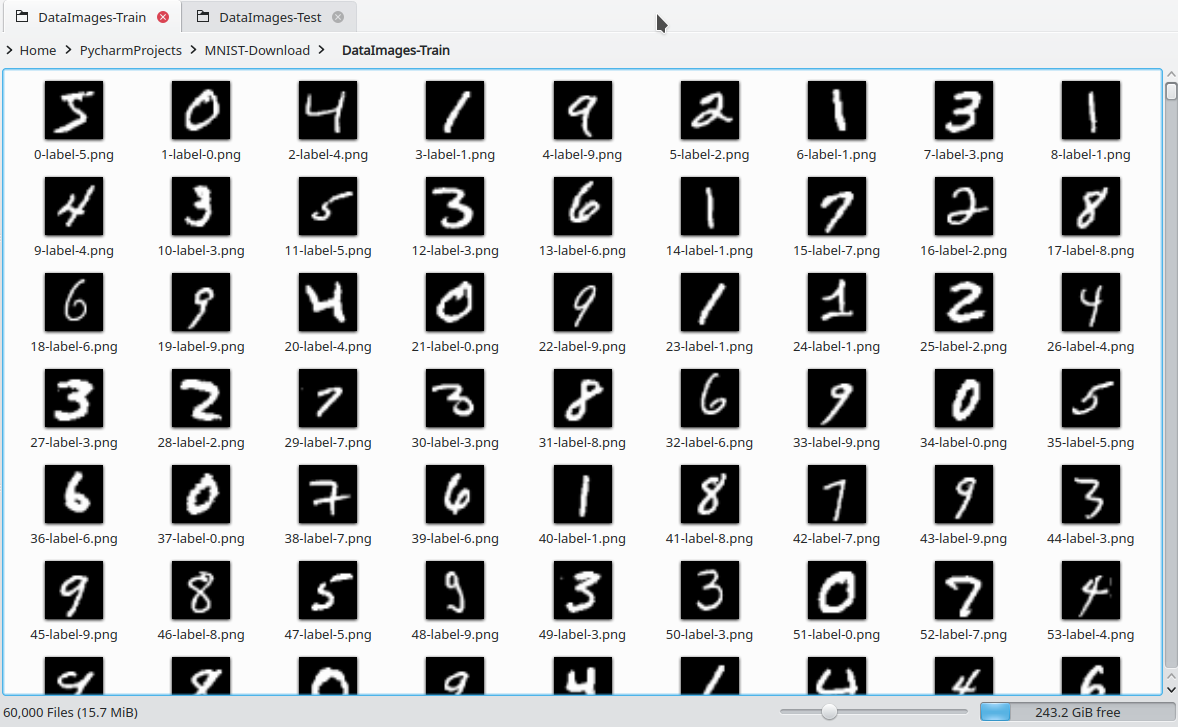 DataImages-Train DataImages-Test
Home PycharmProjects MNIST-Download DataImages-Train
5 0 4 1 9 2 1 3 1
0-label-5.png 1-label-0.png 2-label-4.png 3-label-1.png 4-label-9.png 5-label-2.png 6-label-1.png 7-label-3.png 8-label-1.png
4 3 5 3 6 1 7 2 8
9-label-4.png 10-label-3.png 11-label-5.png 12-label-3.png 13-label-6.png 14-label-1.png 15-label-7.png 16-label-2.png 17-label-8.png
6 9 4 0 9 1 1 2 4
18-label-6.png 19-label-9.png 20-label-4.png 21-label-0.png 22-label-9.png 23-label-1.png 24-label-1.png 25-label-2.png 26-label-4.png
3 2 7 3 8 6 9 0 5
27-label-3.png 28-label-2.png 29-label-7.png 30-label-3.png 31-label-8.png 32-label-6.png 33-label-9.png 34-label-0.png 35-label-5.png
6 0 7 6 1 8 7 9 3
36-label-6.png 37-label-0.png 38-label-7.png 39-label-6.png 40-label-1.png 41-label-8.png 42-label-7.png 43-label-9.png 44-label-3.png
9 8 5 9 3 3 0 7 4
45-label-9.png 46-label-8.png 47-label-5.png 48-label-9.png 49-label-3.png 50-label-3.png 51-label-0.png 52-label-7.png 53-label-4.png
60,000 Files (15.7 MiB) 243.2 GiB free